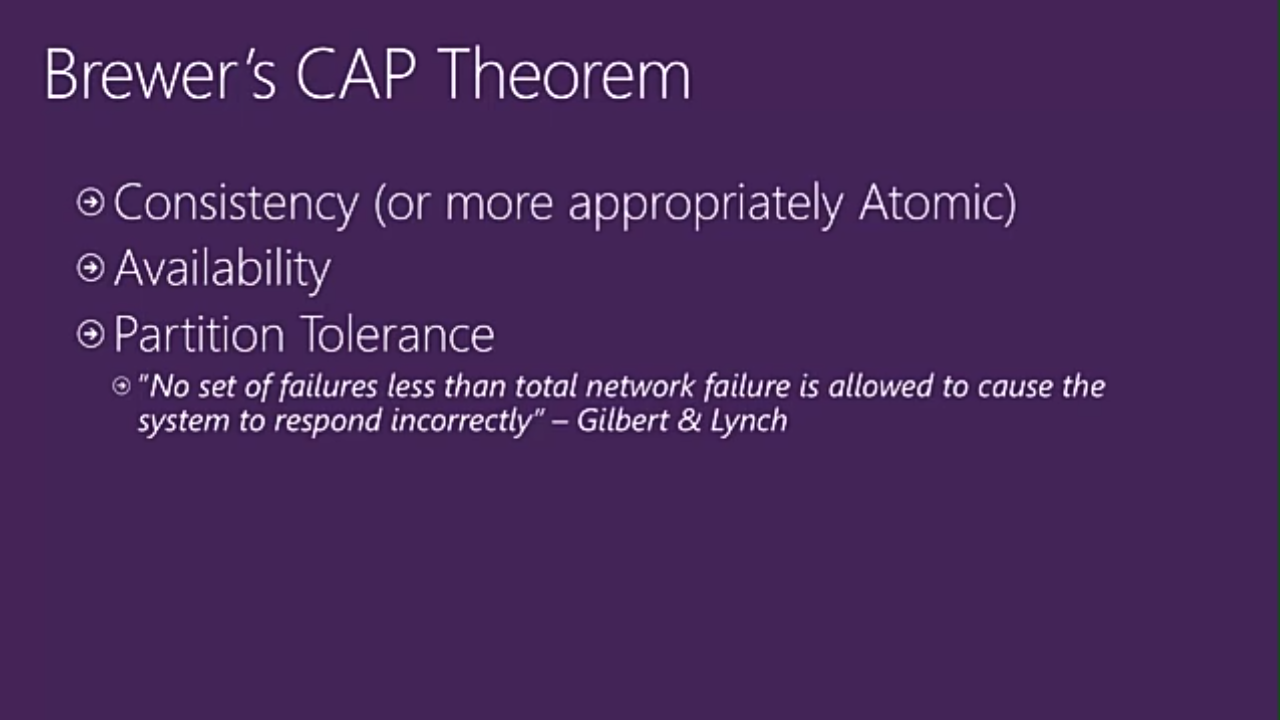 Brewer's CAP Theorem
Consistency (or more appropriately Atomic)
Availability
Partition Tolerance
"No set of failures less than total network failure is allowed to cause the
system to respond incorrectly" – Gilbert & Lynch